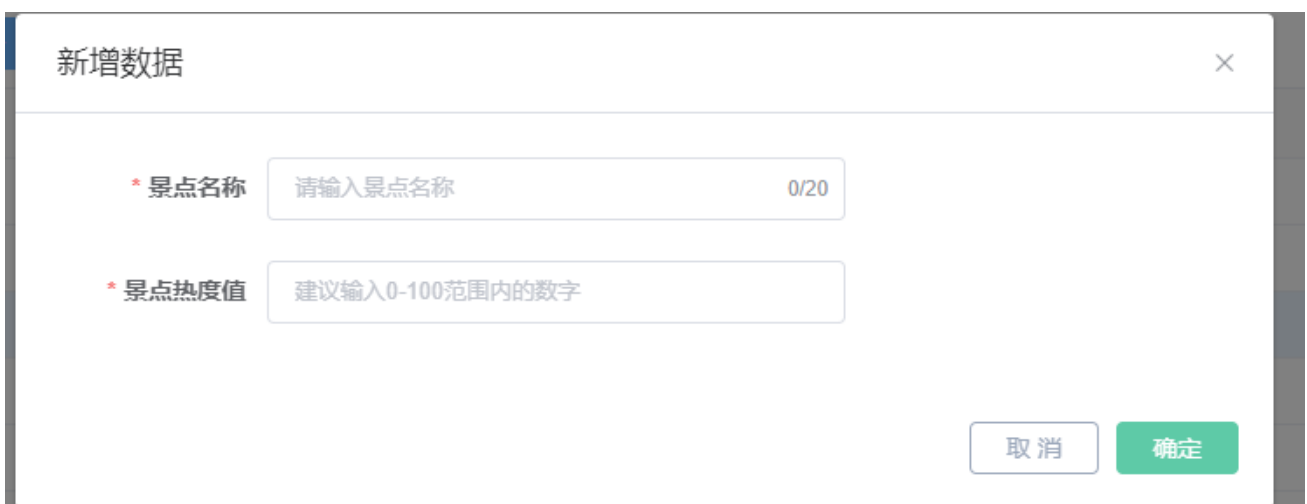 新增数据
* 景点名称 请输入景点名称 0/20
* 景点热度值 建议输入0-100范围内的数字
取 消 确定